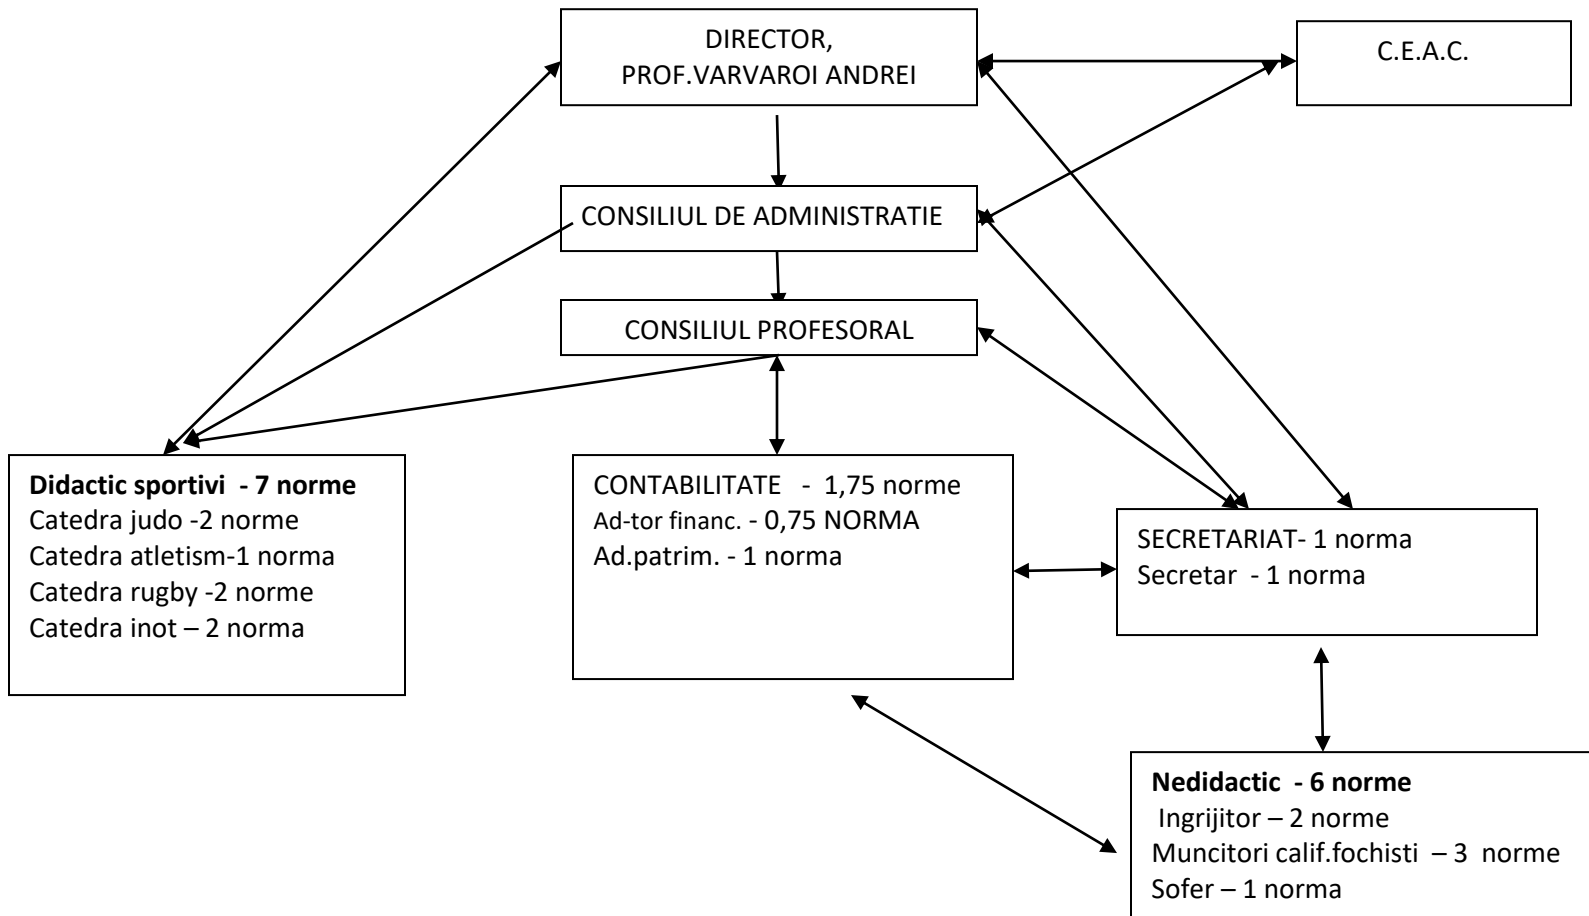 DIRECTOR,
PROF.VARVAROI ANDREI
C.E.A.C.
CONSILIUL DE ADMINISTRATIE
CONSILIUL PROFESORAL
Didactic sportivi - 7 norme
Catedra judo -2 norme
Catedra atletism-1 norma
Catedra rugby -2 norme
Catedra inot – 2 norma
CONTABILITATE - 1,75 norme
Ad-tor financ. - 0,75 NORMA
Ad.patrim. - 1 norma
SECRETARIAT- 1 norma
Secretar - 1 norma
Nedidactic - 6 norme
Ingrijitor – 2 norme
Muncitori calif.fochisti – 3 norme
Sofer – 1 norma